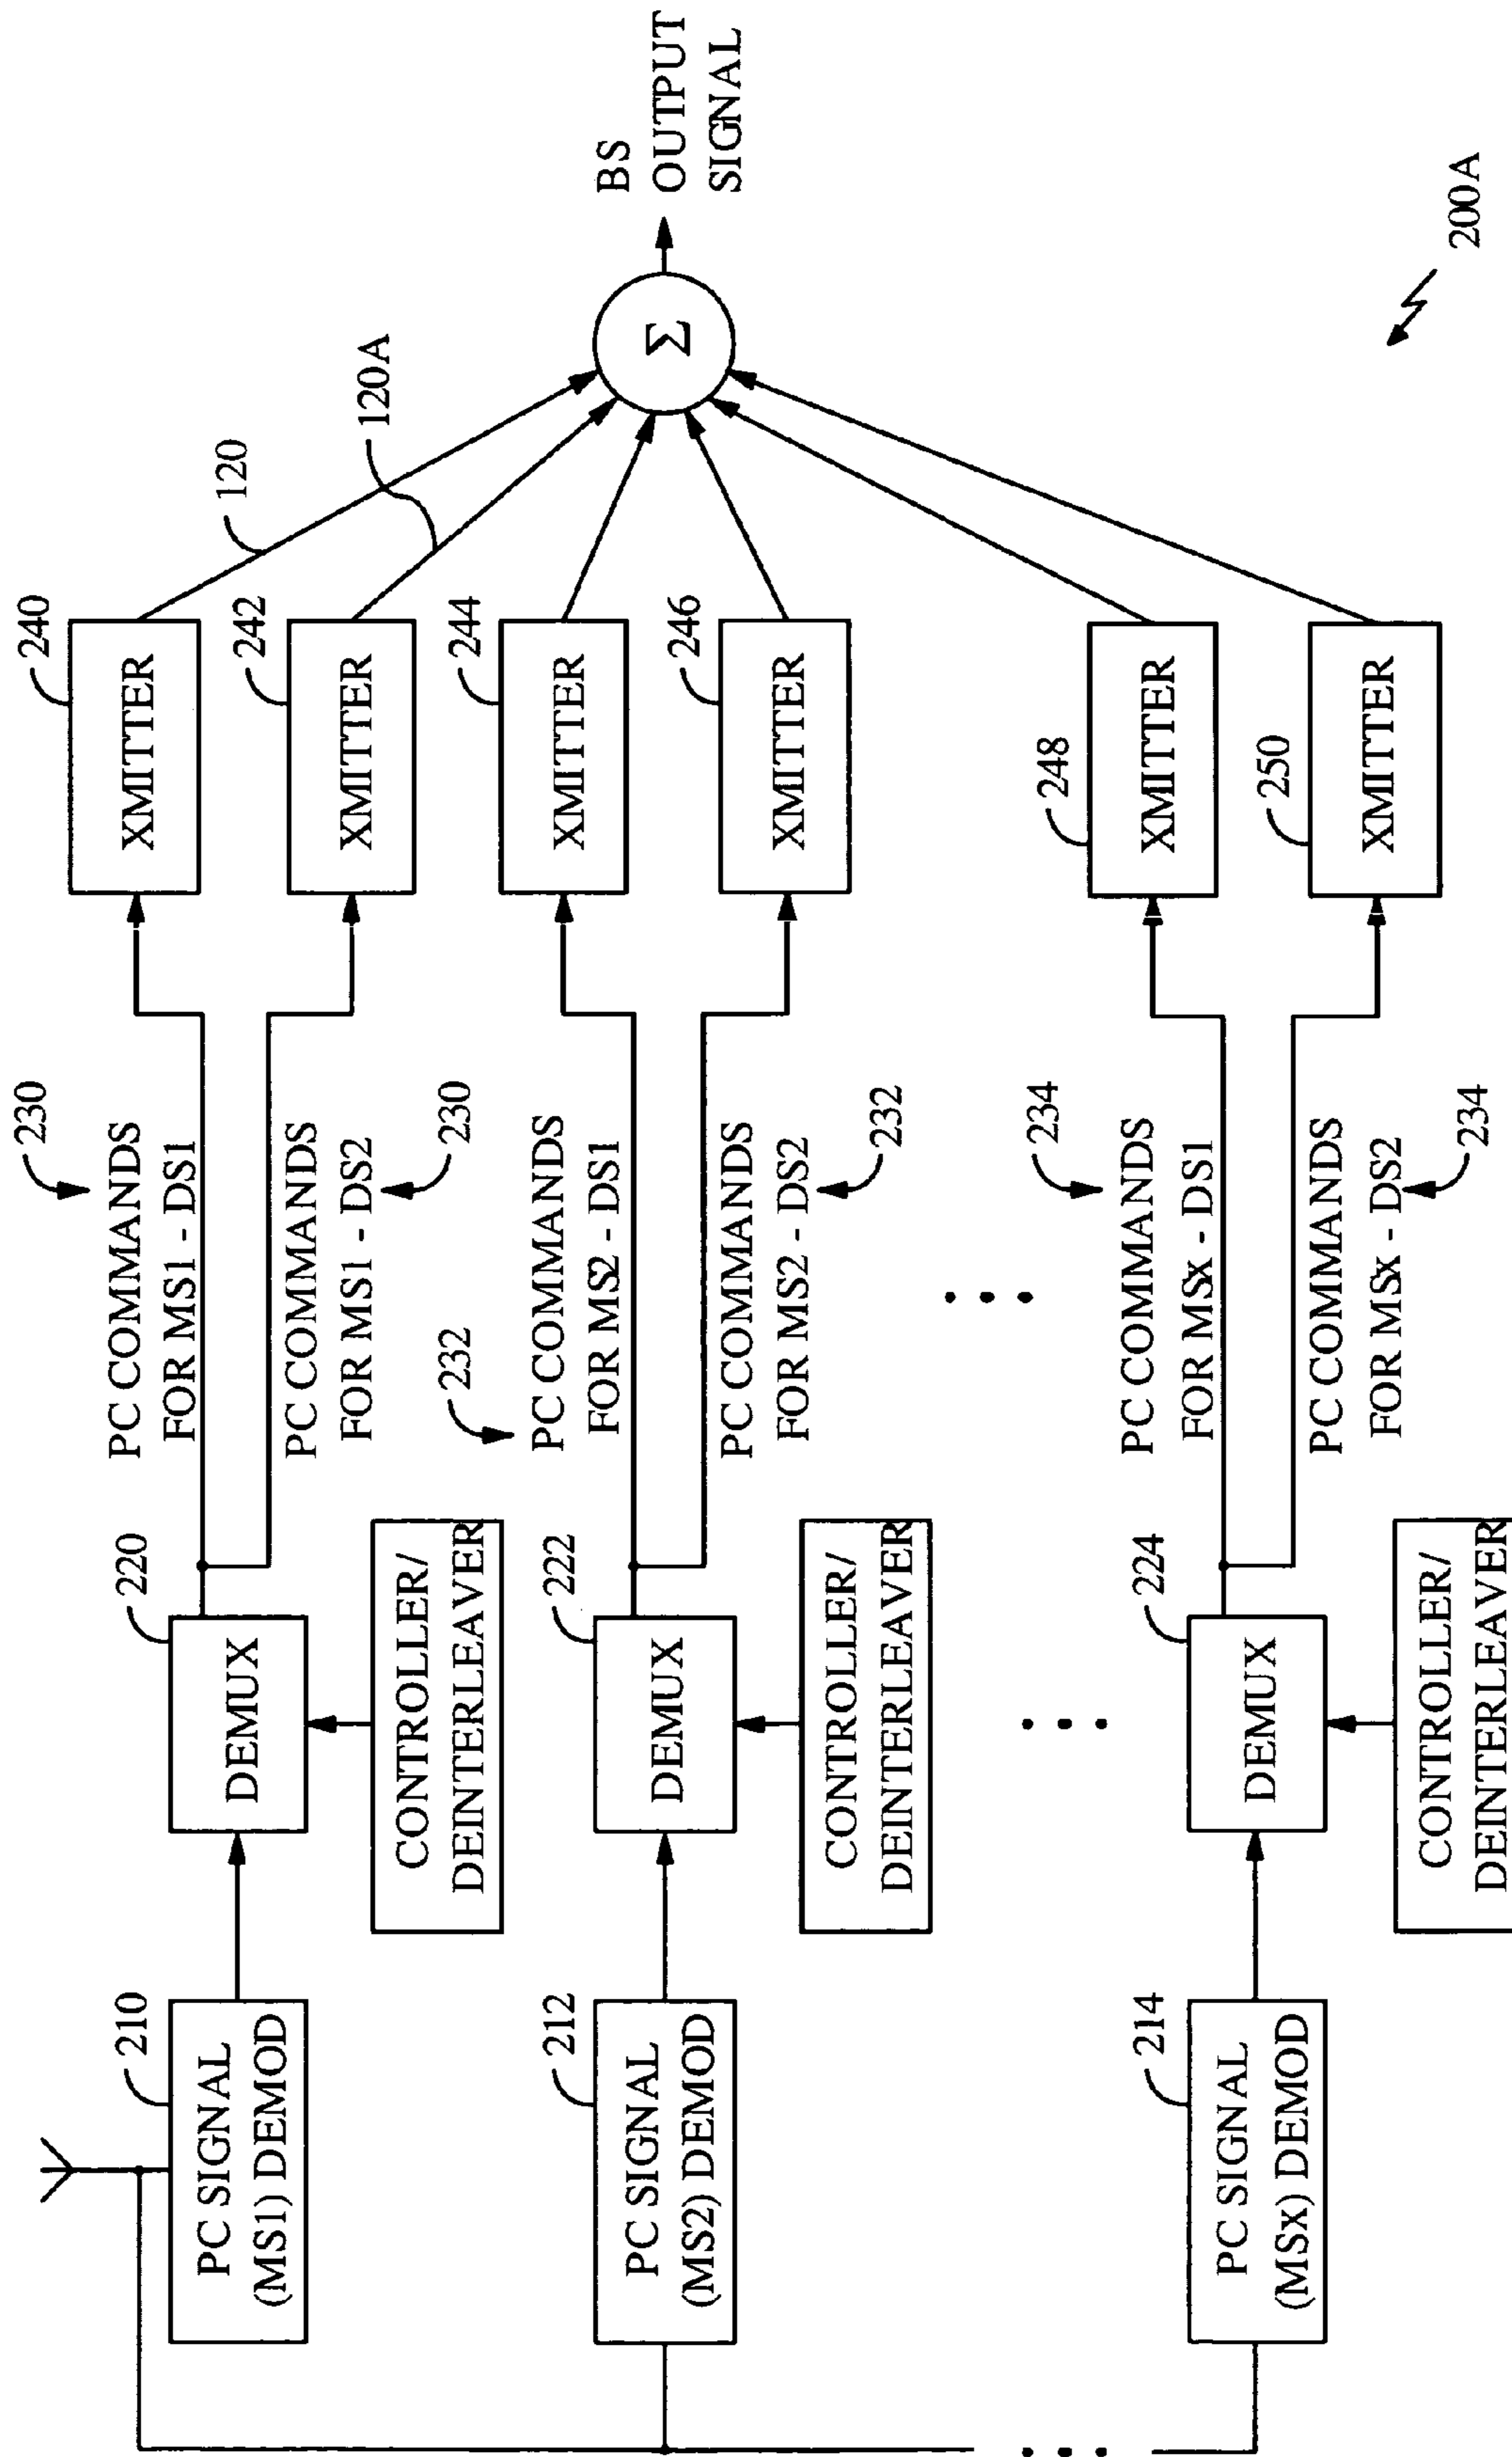 210
PC SIGNAL
(MS1) DEMOD
220
DEMUX
CONTROLLER/
DEINTERLEAVER
230
PC COMMANDS
FOR MS1 - DS1
PC COMMANDS
FOR MS1 - DS2
230
240
XMITTER
242
XMITTER
120
120A
212
PC SIGNAL
(MS2) DEMOD
222
DEMUX
CONTROLLER/
DEINTERLEAVER
232
PC COMMANDS
FOR MS2 - DS1
PC COMMANDS
FOR MS2 - DS2
232
244
XMITTER
246
XMITTER
Σ
BS
OUTPUT
SIGNAL
214
PC SIGNAL
(MSx) DEMOD
224
DEMUX
CONTROLLER/
DEINTERLEAVER
234
PC COMMANDS
FOR MSx - DS1
PC COMMANDS
FOR MSx - DS2
234
248
XMITTER
250
XMITTER
200A